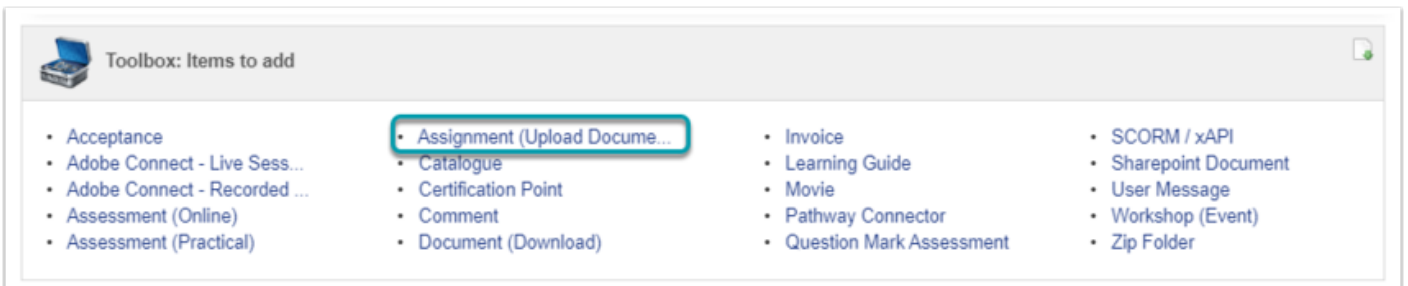 Toolbox: Items to add
• Acceptance
• Adobe Connect - Live Sess...
• Adobe Connect - Recorded ...
• Assessment (Online)
• Assessment (Practical)
• Assignment (Upload Docume...
• Catalogue
• Certification Point
• Comment
• Document (Download)
• Invoice
• Learning Guide
• Movie
• Pathway Connector
• Question Mark Assessment
• SCORM / xAPI
• Sharepoint Document
• User Message
• Workshop (Event)
• Zip Folder